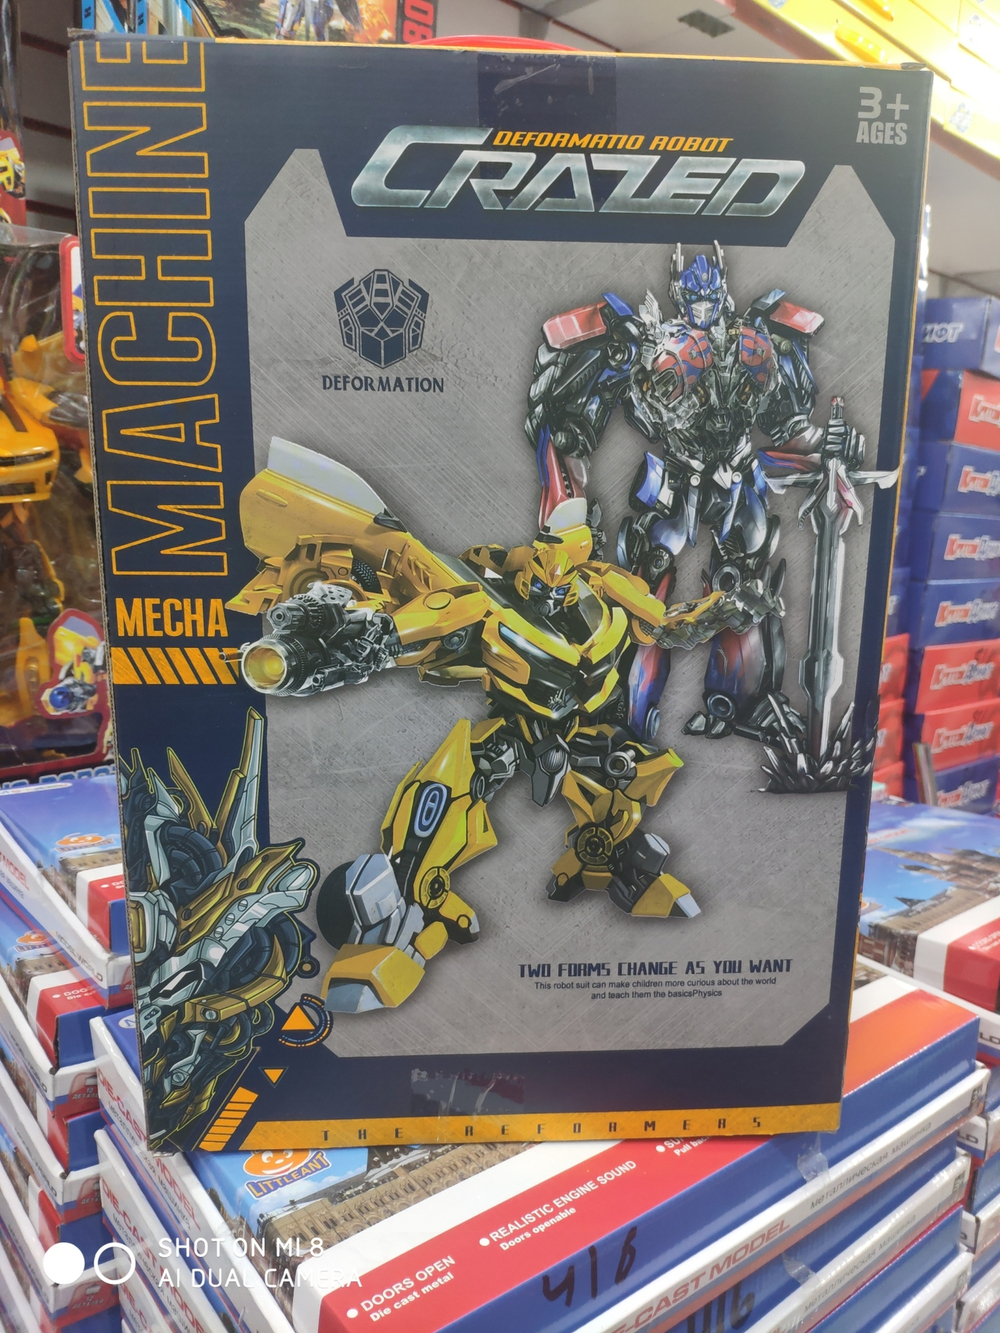 3+
AGES
DEFORMATIO ROBOT
CRAZED
MACHINE
MECHA
DEFORMATION
TWO FORMS CHANGE AS YOU WANT
This robot suit can make children more curious about the world
and teach them the basicsPhysics
THE REFORMERS
LITTLEANT
REALISTIC ENGINE SOUND
Doors openable
DOORS OPEN
Die cast metal
416
SHOT ON MI 8
AI DUAL CAMERA